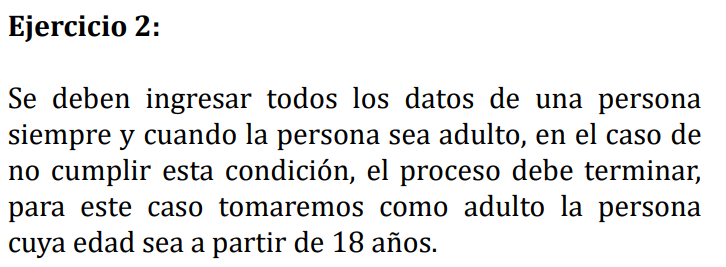 Ejercicio 2:
Se deben ingresar todos los datos de una persona
siempre y cuando la persona sea adulto, en el caso de
no cumplir esta condición, el proceso debe terminar,
para este caso tomaremos como adulto la persona
cuya edad sea a partir de 18 años.